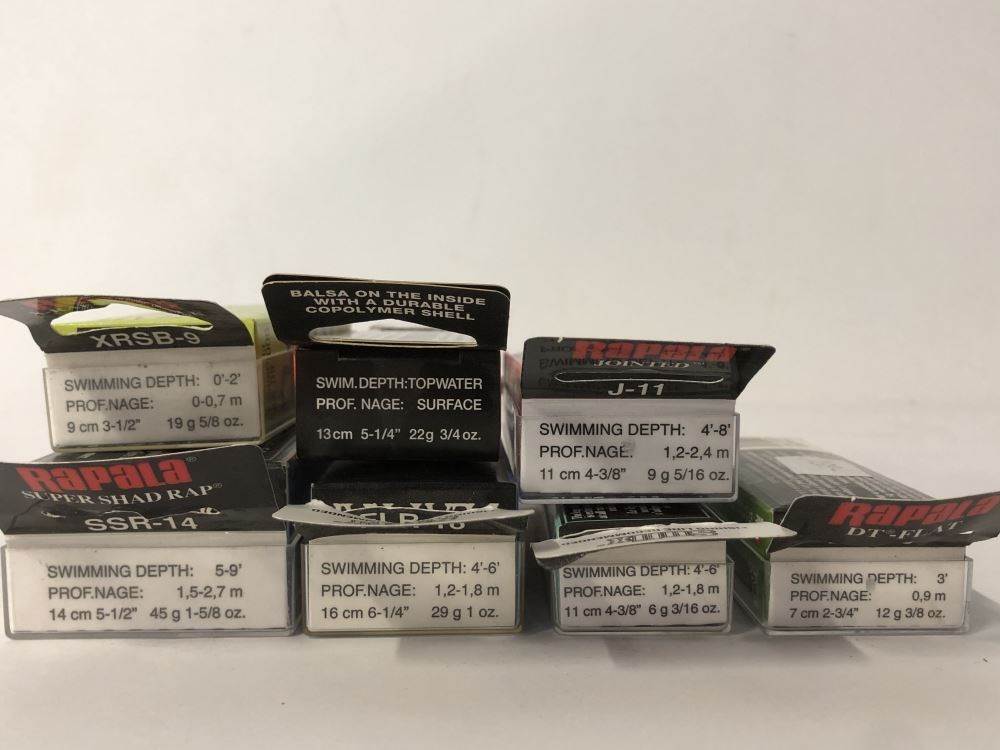 XRSB-9
SWIMMING DEPTH: 0'-2'
PROF.NAGE: 0-0,7 m
9 cm 3-1/2" 19 g 5/8 oz.
BALSA ON THE INSIDE
WITH A DURABLE
COPOLYMER SHELL
SWIM.DEPTH:TOPWATER
PROF. NAGE: SURFACE
13cm 5-1/4" 22g 3/4 oz.
Rapala
JOINTED
J-11
SWIMMING DEPTH: 4'-8'
PROF.NAGE. 1,2-2,4 m
11 cm 4-3/8" 9 g 5/16 oz.
Rapala®
SUPER SHAD RAP®
SSR-14
SWIMMING DEPTH: 5-9'
PROF.NAGE: 1,5-2,7 m
14 cm 5-1/2" 45 g 1-5/8 oz.
SWIMMING DEPTH: 4'-6'
PROF.NAGE: 1,2-1,8 m
16 cm 6-1/4" 29 g 1 oz.
SWIMMING DEPTH: 4'-6'
PROF.NAGE: 1,2-1,8 m
11 cm 4-3/8" 6 g 3/16 oz.
Rapala
DT®-FLAT
SWIMMING DEPTH: 3'
PROF.NAGE: 0,9 m
7 cm 2-3/4" 12 g 3/8 oz.